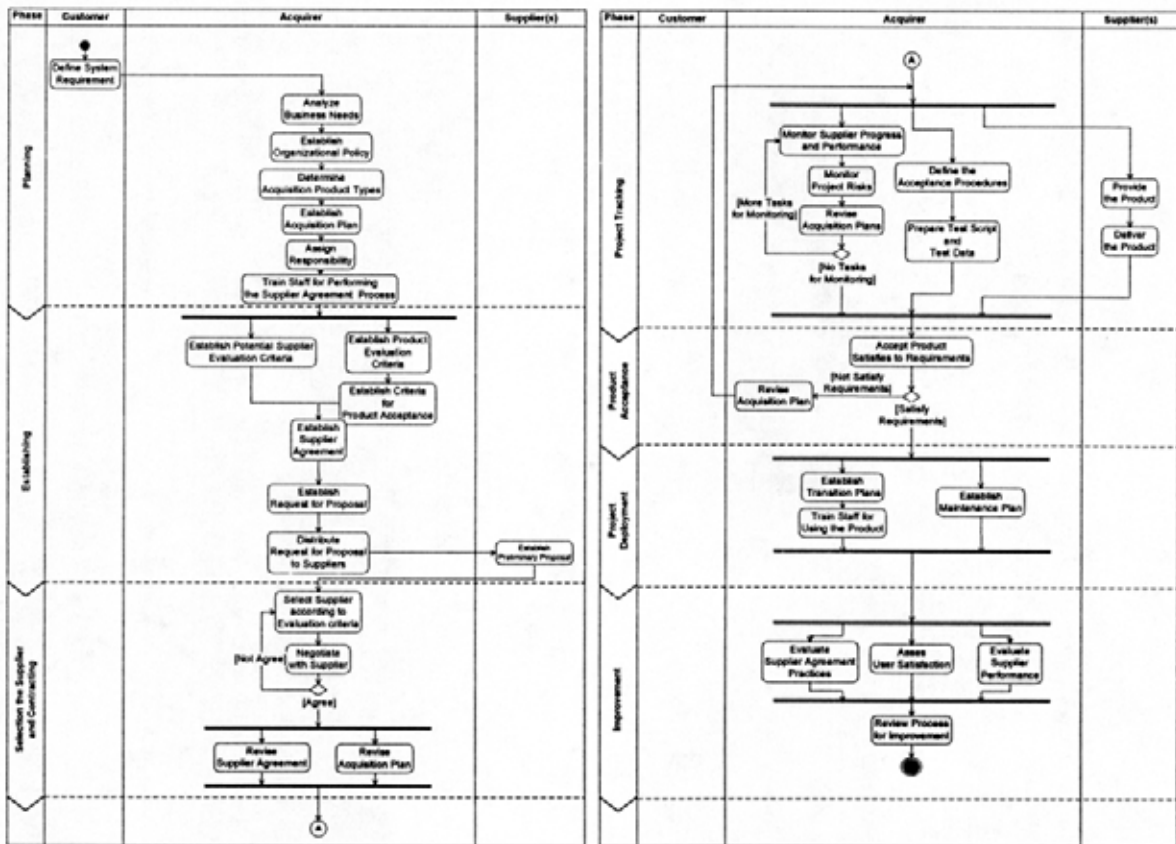 Phase Customer Acquirer Supplier(s)
Planning
Define System
Requirement
Analyze
Business Needs
Establish
Organizational Policy
Determine
Acquisition Product Types
Establish
Acquisition Plan
Assign
Responsibility
Train Staff for Performing
the Supplier Agreement Process
Establishing
Establish Potential Supplier
Evaluation Criteria
Establish Product
Evaluation
Criteria
Establish Criteria
for
Product Acceptance
Establish
Supplier
Agreement
Establish
Request for Proposal
Distribute
Request for Proposal
to Suppliers
Establish
Preliminary Proposal
Selection the Supplier
and Contracting
Select Supplier
according to
Evaluation criteria
Negotiate
with Supplier
[Not Agree]
[Agree]
Revise
Supplier Agreement
Revise
Acquisition Plan
A
Phase Customer Acquirer Supplier(s)
A
Project Tracking
Monitor Supplier Progress
and Performance
Monitor
Project Risks
[More Tasks
for Monitoring]
Revise
Acquisition Plans
[No Tasks
for Monitoring]
Define the
Acceptance Procedures
Prepare Test Script
and
Test Data
Provide
the Product
Deliver
the Product
Product
Acceptance
Accept Product
Satisfies to Requirements
[Not Satisfy
Requirements]
Revise
Acquisition Plan
[Satisfy
Requirements]
Project
Deployment
Establish
Transition Plans
Train Staff for
Using the Product
Establish
Maintenance Plan
Improvement
Evaluate
Supplier Agreement
Practices
Asses
User Satisfaction
Evaluate
Supplier
Performance
Review Process
for Improvement